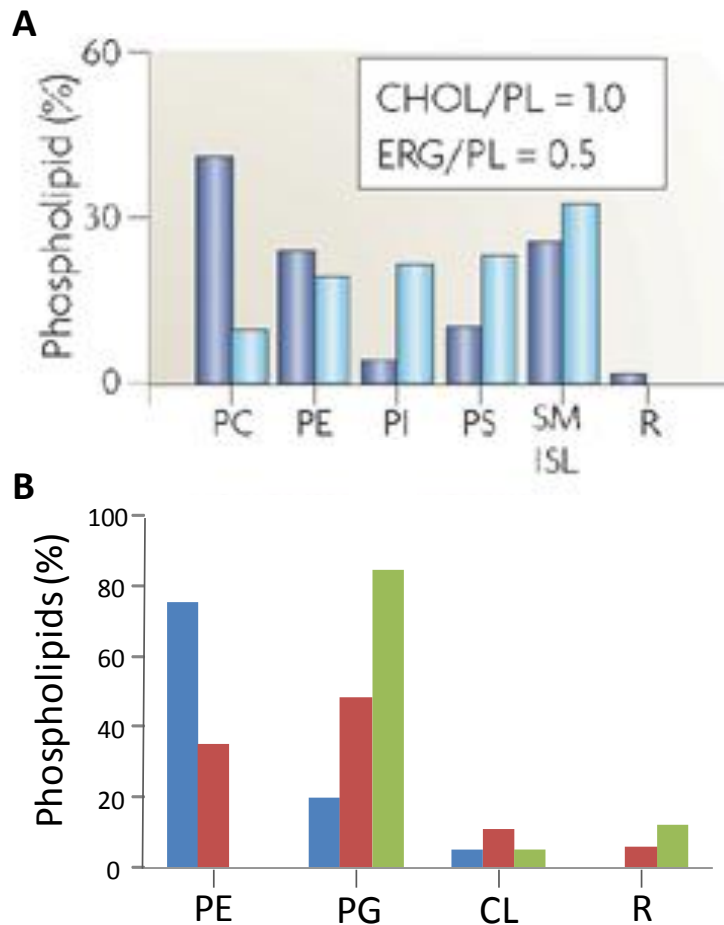 A
60
30
0
Phospholipid (%)
CHOL/PL = 1.0
ERG/PL = 0.5
PC PE PI PS SM R
ISL
B
100
80
60
40
20
0
Phospholipids (%)
PE PG CL R